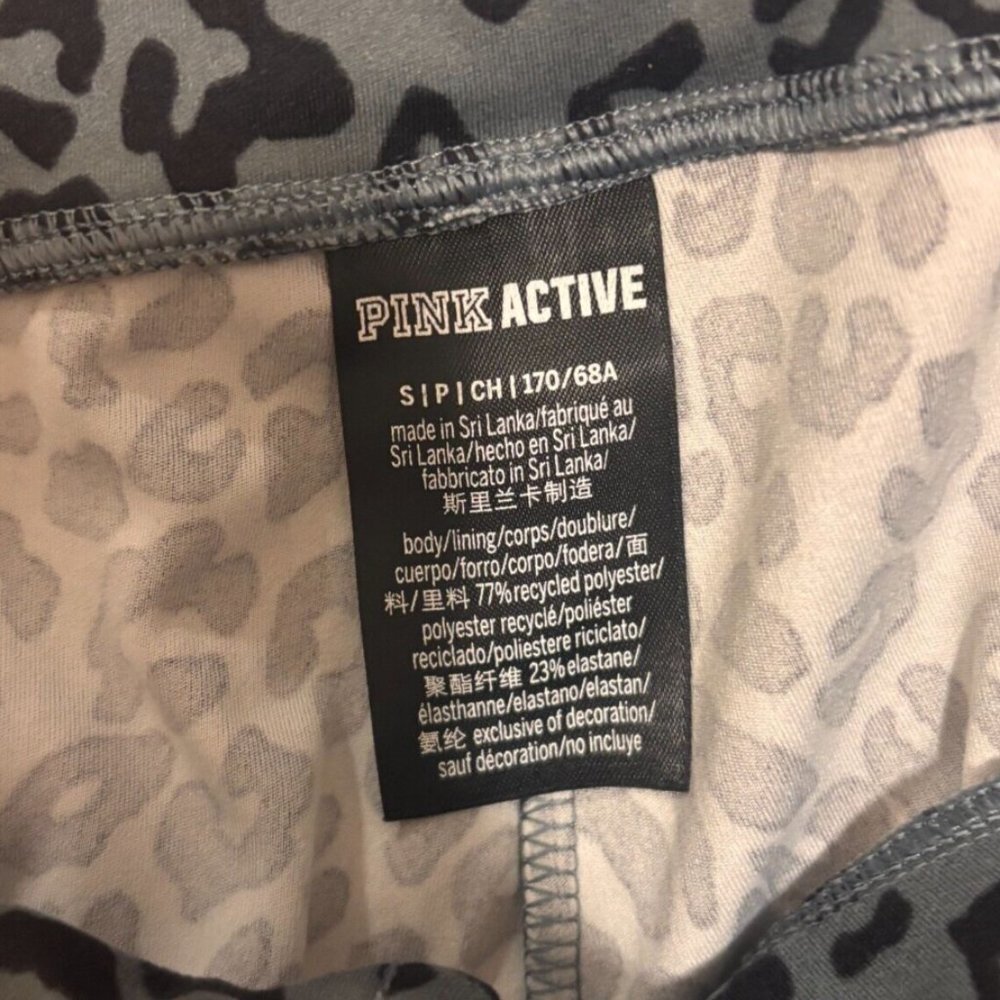 PINK ACTIVE
S|P|CH|170/68A
made in Sri Lanka/fabriqué au
Sri Lanka/hecho en Sri Lanka/
fabbricato in Sri Lanka/
斯里兰卡制造
body/lining/corps/doublure/
cuerpo/forro/corpo/fodera/面
料/里料 77% recycled polyester/
polyester recyclé/poliéster
reciclado/poliestere riciclato/
聚酯纤维 23% elastane/
élasthanne/elastano/elastan/
氨纶 exclusive of decoration/
sauf décoration/no incluye